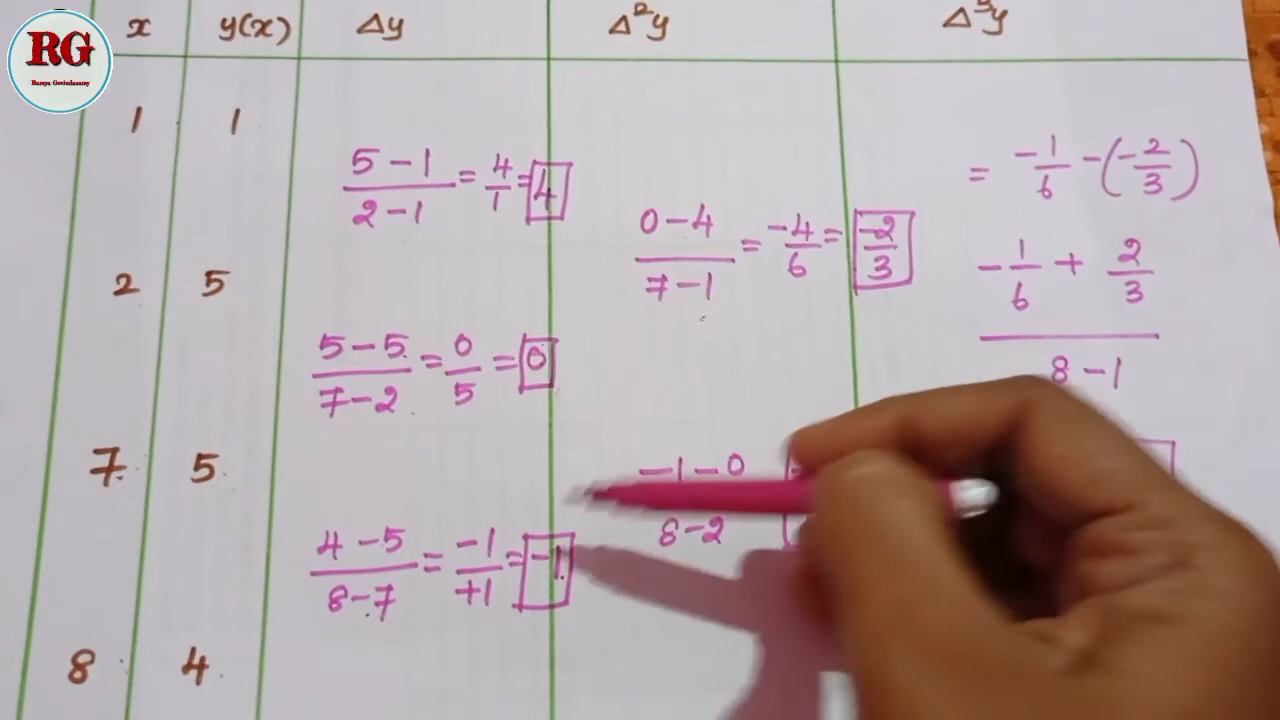 RG
Ramya Govindasamy
x y(x) Δy Δ²y Δ³y
1 1
(5-1)/(2-1) = 4/1 = 4
(0-4)/(7-1) = -4/6 = -2/3
= -1/6 - (-2/3)
(-1/6 + 2/3)/(8-1)
2 5
(5-5)/(7-2) = 0/5 = 0
7 5
(-1-0)/(8-2)
(4-5)/(8-7) = -1/+1 = -1
8 4